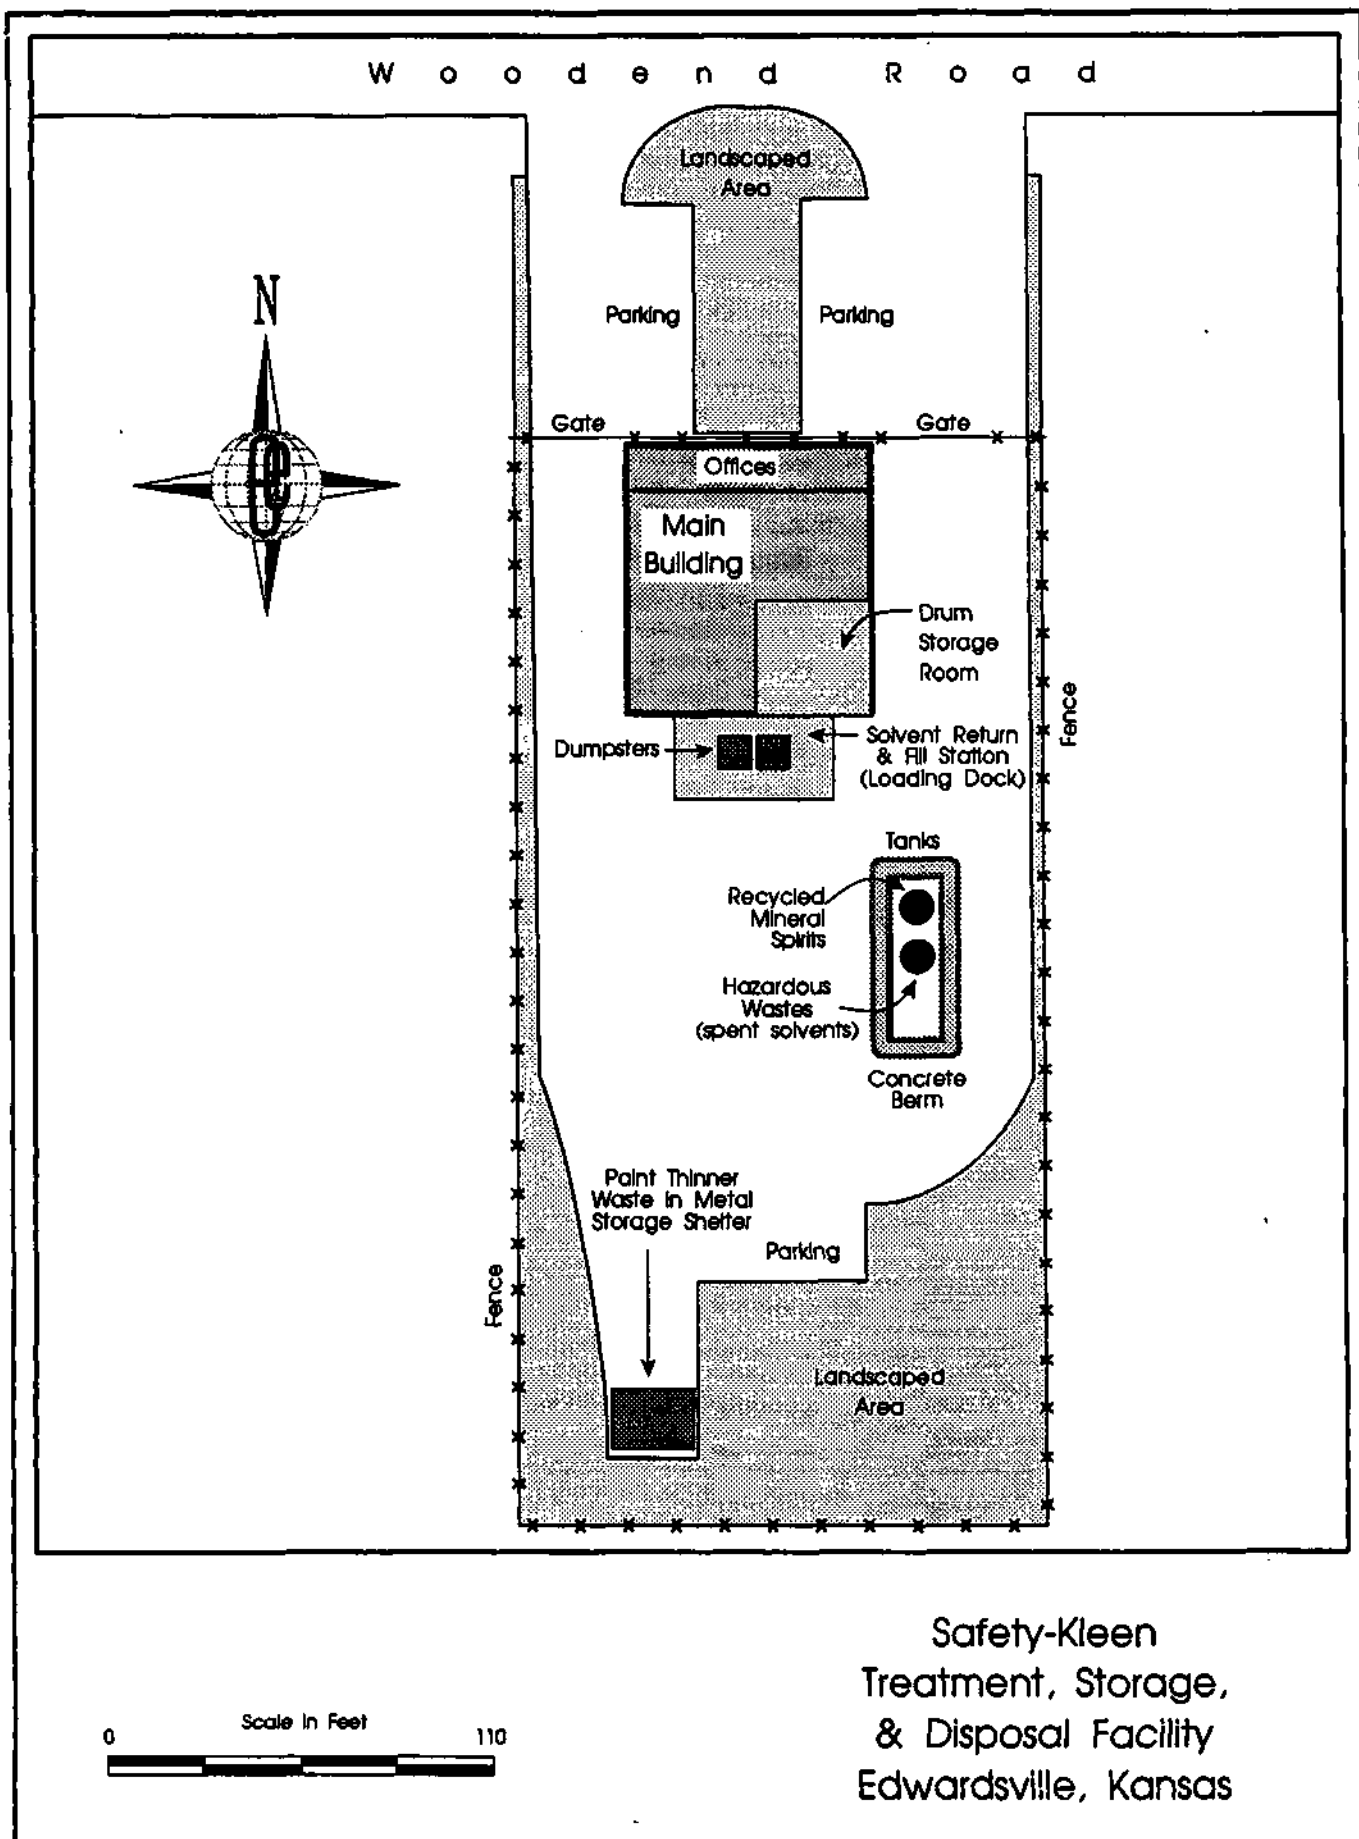 Woodend Road
Landscaped
Area
N
Parking
Parking
Gate
Gate
Offices
Main
Building
Drum
Storage
Room
Fence
Dumpsters
Solvent Return
& Fill Station
(Loading Dock)
Tanks
Recycled
Mineral
Spirits
Hazardous
Wastes
(spent solvents)
Concrete
Berm
Paint Thinner
Waste in Metal
Storage Shelter
Parking
Fence
Landscaped
Area
Safety-Kleen
Treatment, Storage,
& Disposal Facility
Edwardsville, Kansas
Scale in Feet
0
110